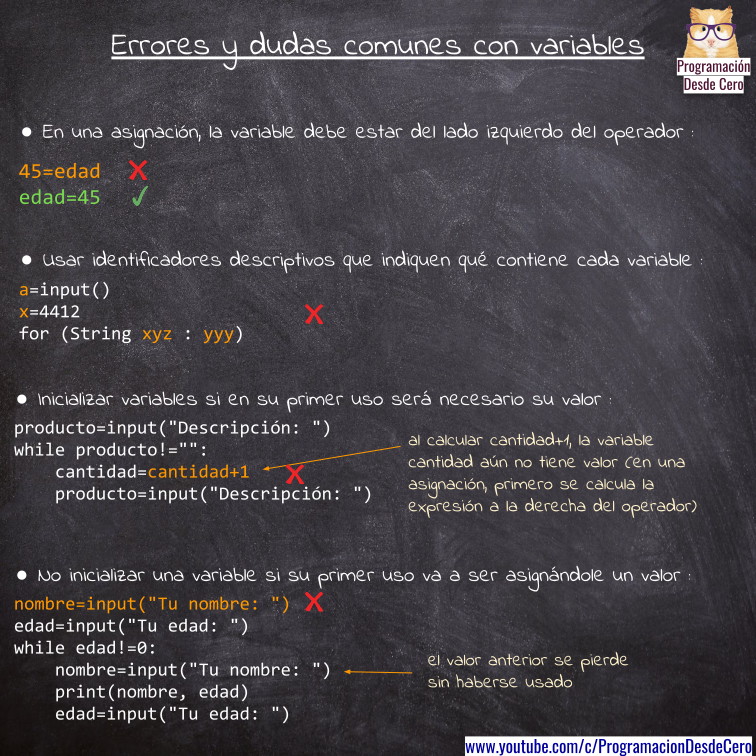 Errores y dudas comunes con variables
Programación
Desde Cero
● En una asignación, la variable debe estar del lado izquierdo del operador :
45=edad
edad=45
● Usar identificadores descriptivos que indiquen qué contiene cada variable :
a=input()
x=4412
for (String xyz : yyy)
● Inicializar variables si en su primer uso será necesario su valor :
producto=input("Descripción: ")
while producto!="":
    cantidad=cantidad+1
    producto=input("Descripción: ")
al calcular cantidad+1, la variable
cantidad aún no tiene valor (en una
asignación, primero se calcula la
expresión a la derecha del operador)
● No inicializar una variable si su primer uso va a ser asignándole un valor :
nombre=input("Tu nombre: ")
edad=input("Tu edad: ")
while edad!=0:
    nombre=input("Tu nombre: ")
    print(nombre, edad)
    edad=input("Tu edad: ")
el valor anterior se pierde
sin haberse usado
www.youtube.com/c/ProgramacionDesdeCero